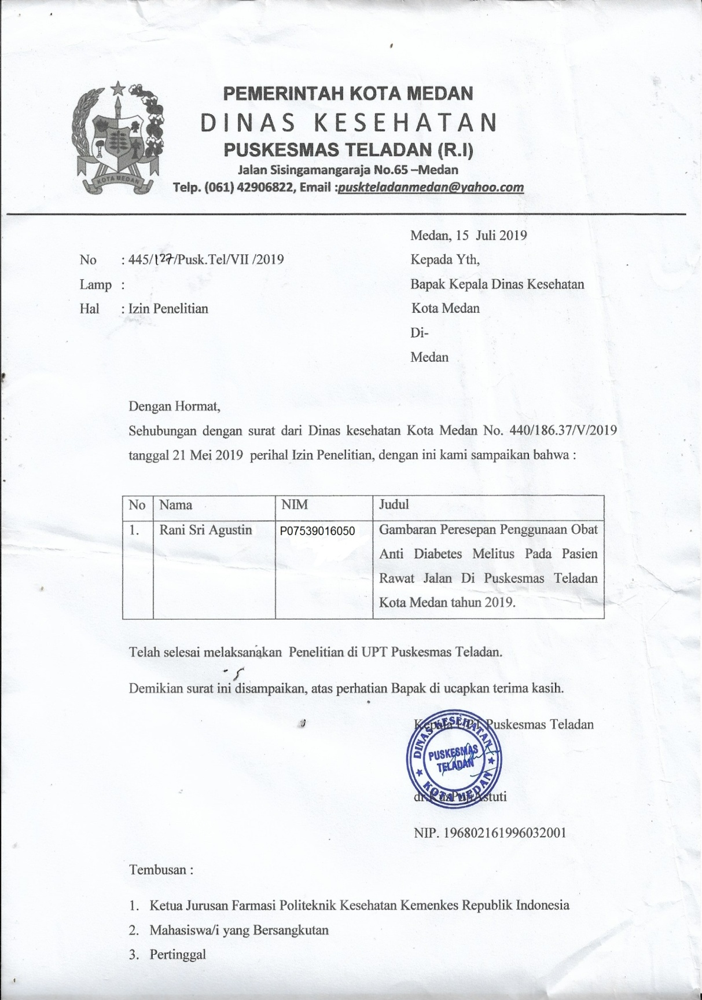 PEMERINTAH KOTA MEDAN
DINAS KESEHATAN
PUSKESMAS TELADAN (R.I)
Jalan Sisingamangaraja No.65 –Medan
Telp. (061) 42906822, Email :puskteladanmedan@yahoo.com
KOTA MEDAN
Medan, 15 Juli 2019
No : 445/127/Pusk.Tel/VII /2019
Kepada Yth,
Lamp :
Bapak Kepala Dinas Kesehatan
Hal : Izin Penelitian
Kota Medan
Di-
Medan
Dengan Hormat,
Sehubungan dengan surat dari Dinas kesehatan Kota Medan No. 440/186.37/V/2019
tanggal 21 Mei 2019 perihal Izin Penelitian, dengan ini kami sampaikan bahwa :
No Nama NIM Judul
1. Rani Sri Agustin P07539016050 Gambaran Peresepan Penggunaan Obat
Anti Diabetes Melitus Pada Pasien
Rawat Jalan Di Puskesmas Teladan
Kota Medan tahun 2019.
Telah selesai melaksanakan Penelitian di UPT Puskesmas Teladan.
Demikian surat ini disampaikan, atas perhatian Bapak di ucapkan terima kasih.
Kepala UPT Puskesmas Teladan
DINAS KESEHATAN
PUSKESMAS
TELADAN
KOTA MEDAN
dr. Astuti
NIP. 196802161996032001
Tembusan :
1. Ketua Jurusan Farmasi Politeknik Kesehatan Kemenkes Republik Indonesia
2. Mahasiswa/i yang Bersangkutan
3. Pertinggal